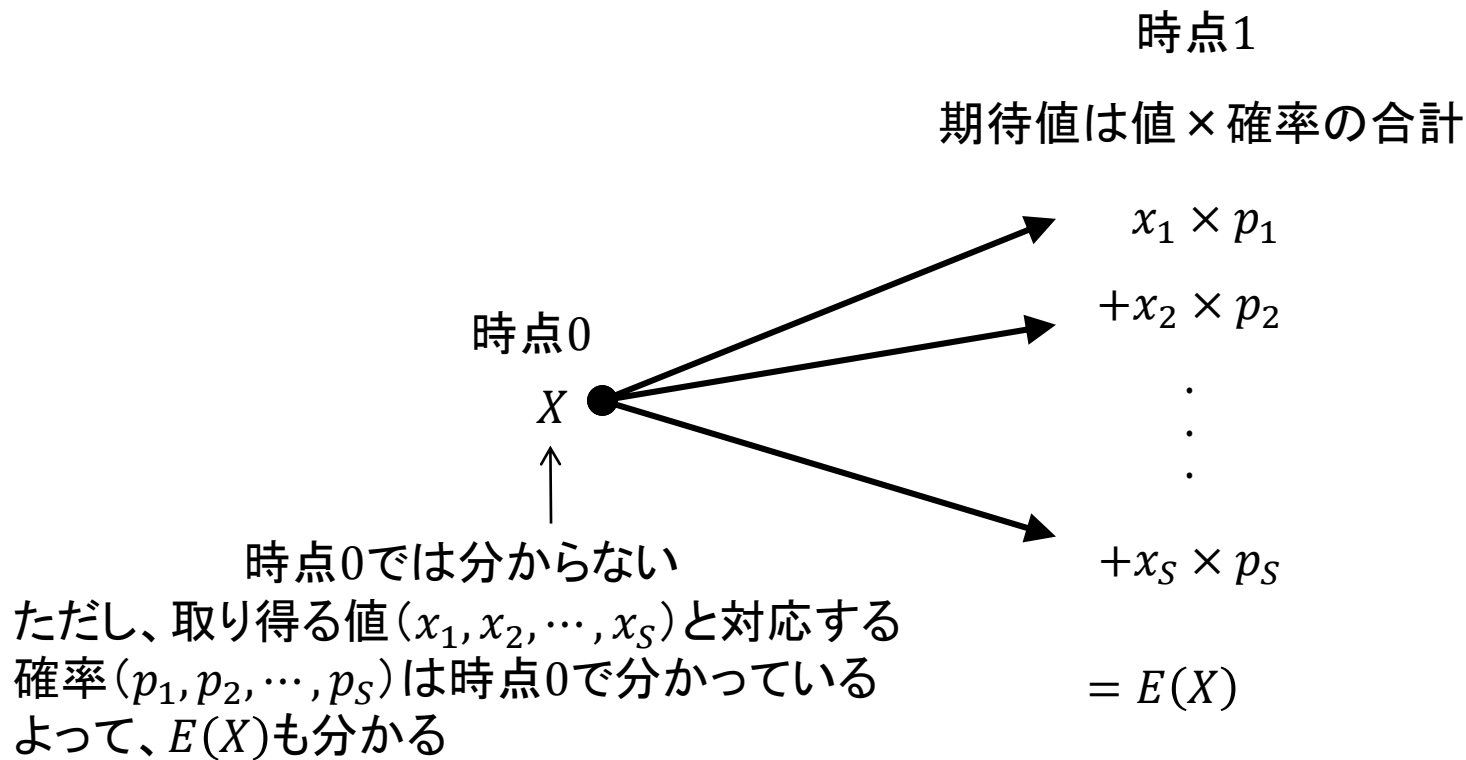 時点1
期待値は値×確率の合計
x₁ × p₁
+x₂ × p₂
時点0
X
.
.
.
時点0では分からない
+x_S × p_S
ただし、取り得る値(x₁, x₂, ⋯, x_S)と対応する
確率(p₁, p₂, ⋯, p_S)は時点0で分かっている
= E(X)
よって、E(X)も分かる